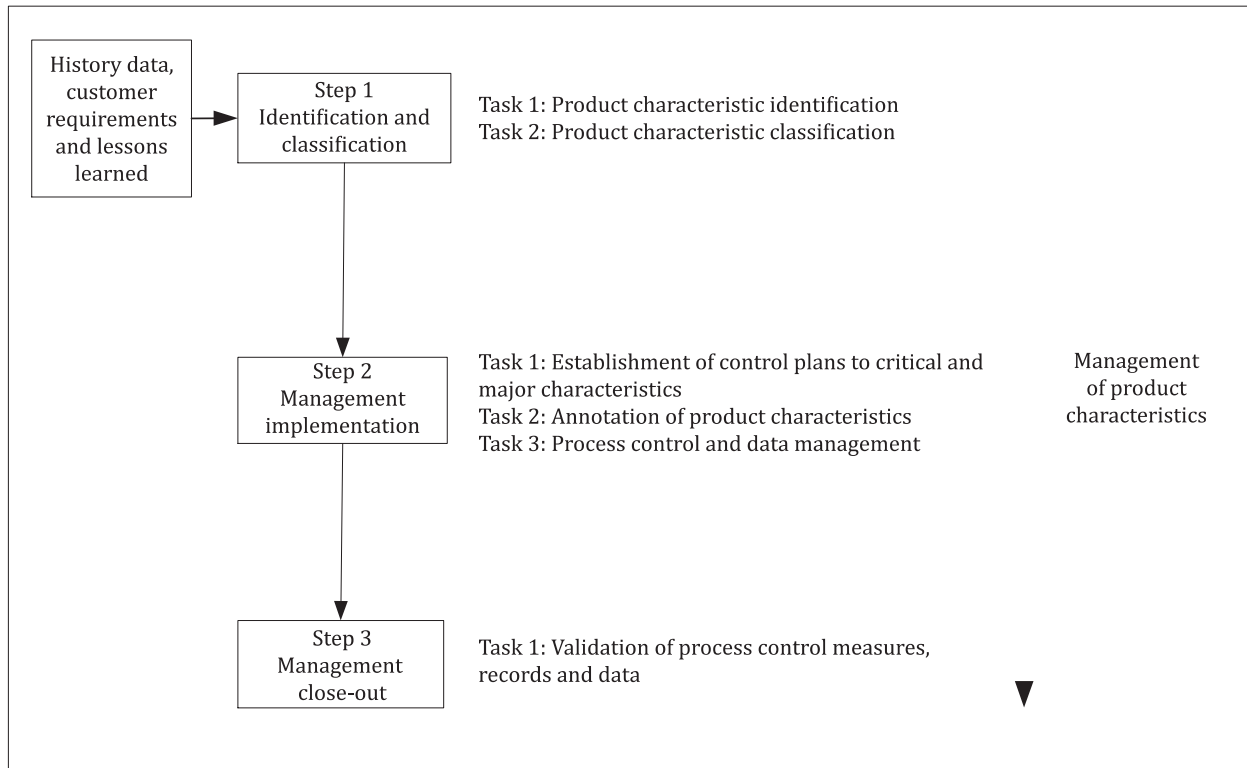 History data,
customer
requirements
and lessons
learned
Step 1
Identification and
classification
Task 1: Product characteristic identification
Task 2: Product characteristic classification
Step 2
Management
implementation
Task 1: Establishment of control plans to critical and
major characteristics
Task 2: Annotation of product characteristics
Task 3: Process control and data management
Management
of product
characteristics
Step 3
Management
close-out
Task 1: Validation of process control measures,
records and data